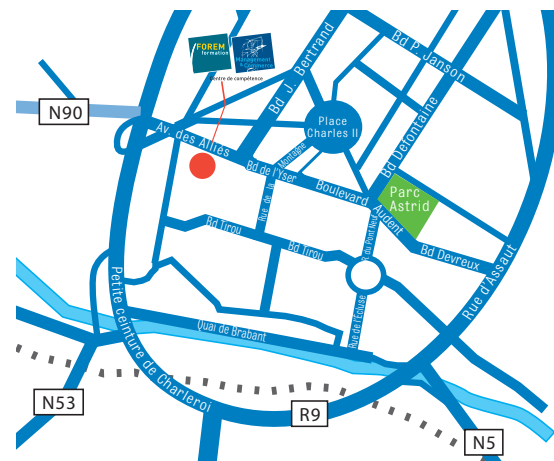 FOREM
formation
Management
& Commerce
Centre de compétence
N90
Av. des Alliés
Bd J. Bertrand
Bd P. Janson
Place
Charles II
Bd Defontaine
Montagne
Rue de la
Bd de l'Yser
Boulevard
Audent
Parc
Astrid
Bd Devreux
Rue d'Assaut
Bd Tirou
Bd Tirou
R. du Pont Neuf
Rue de l'Ecluse
Quai de Brabant
Petite ceinture de Charleroi
N53
R9
N5